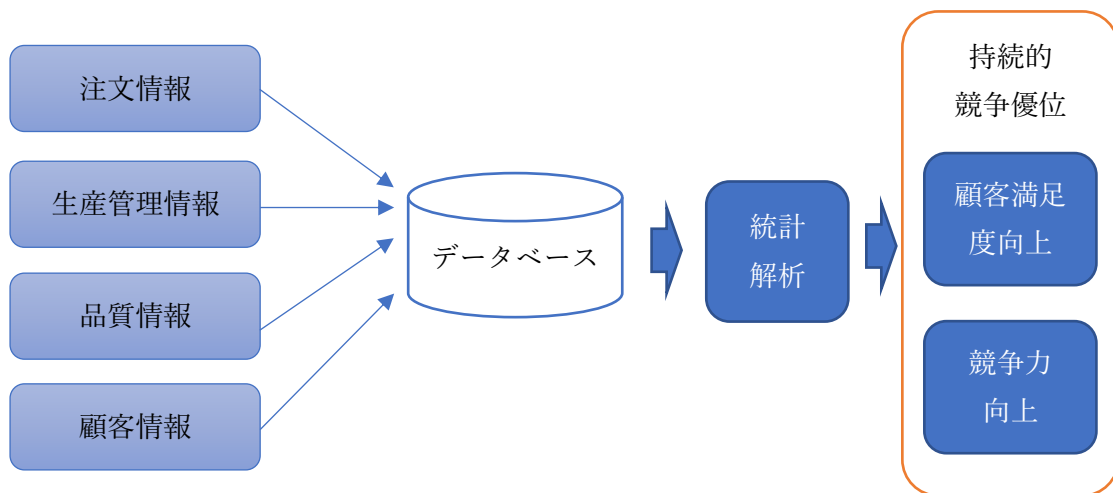 注文情報
生産管理情報
品質情報
顧客情報
データベース
統計
解析
持続的
競争優位
顧客満足
度向上
競争力
向上